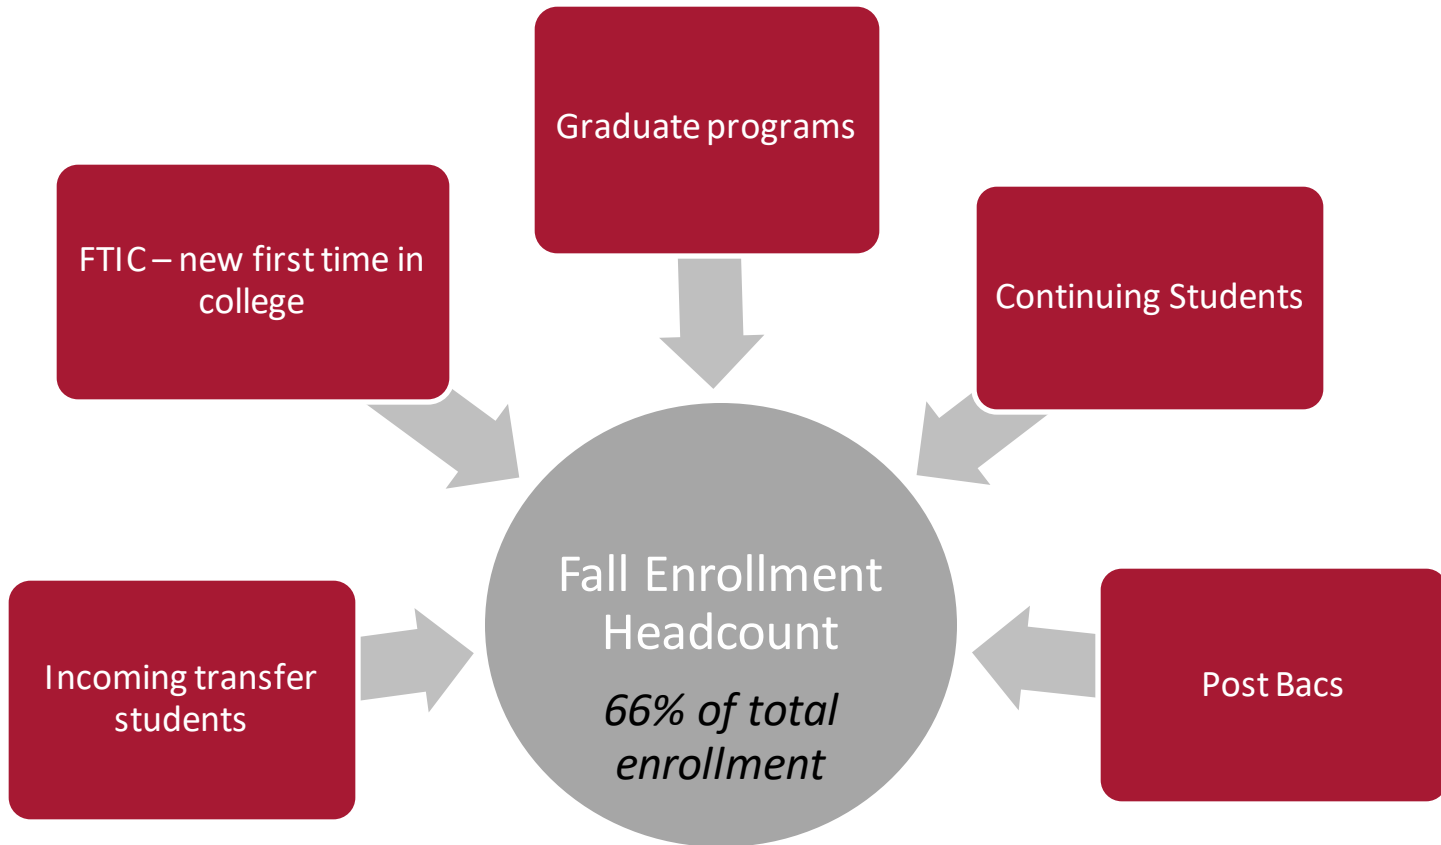 Graduate programs
FTIC – new first time in
college
Continuing Students
Fall Enrollment
Headcount
66% of total
enrollment
Incoming transfer
students
Post Bacs